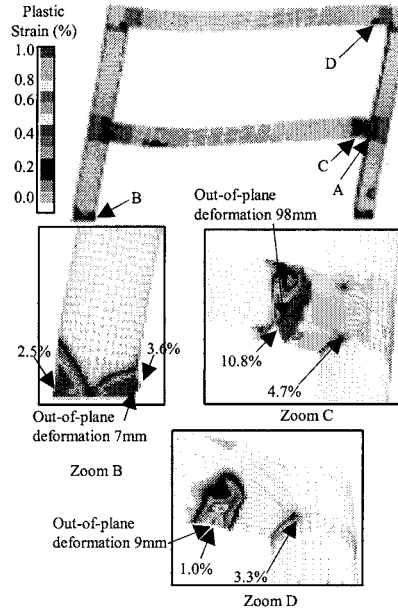 Plastic
Strain (%)
1.0
0.8
0.6
0.4
0.2
0.0
D
C
A
B
Out-of-plane
deformation 98mm
2.5%
3.6%
Out-of-plane
deformation 7mm
Zoom B
10.8%
4.7%
Zoom C
Out-of-plane
deformation 9mm
1.0%
3.3%
Zoom D